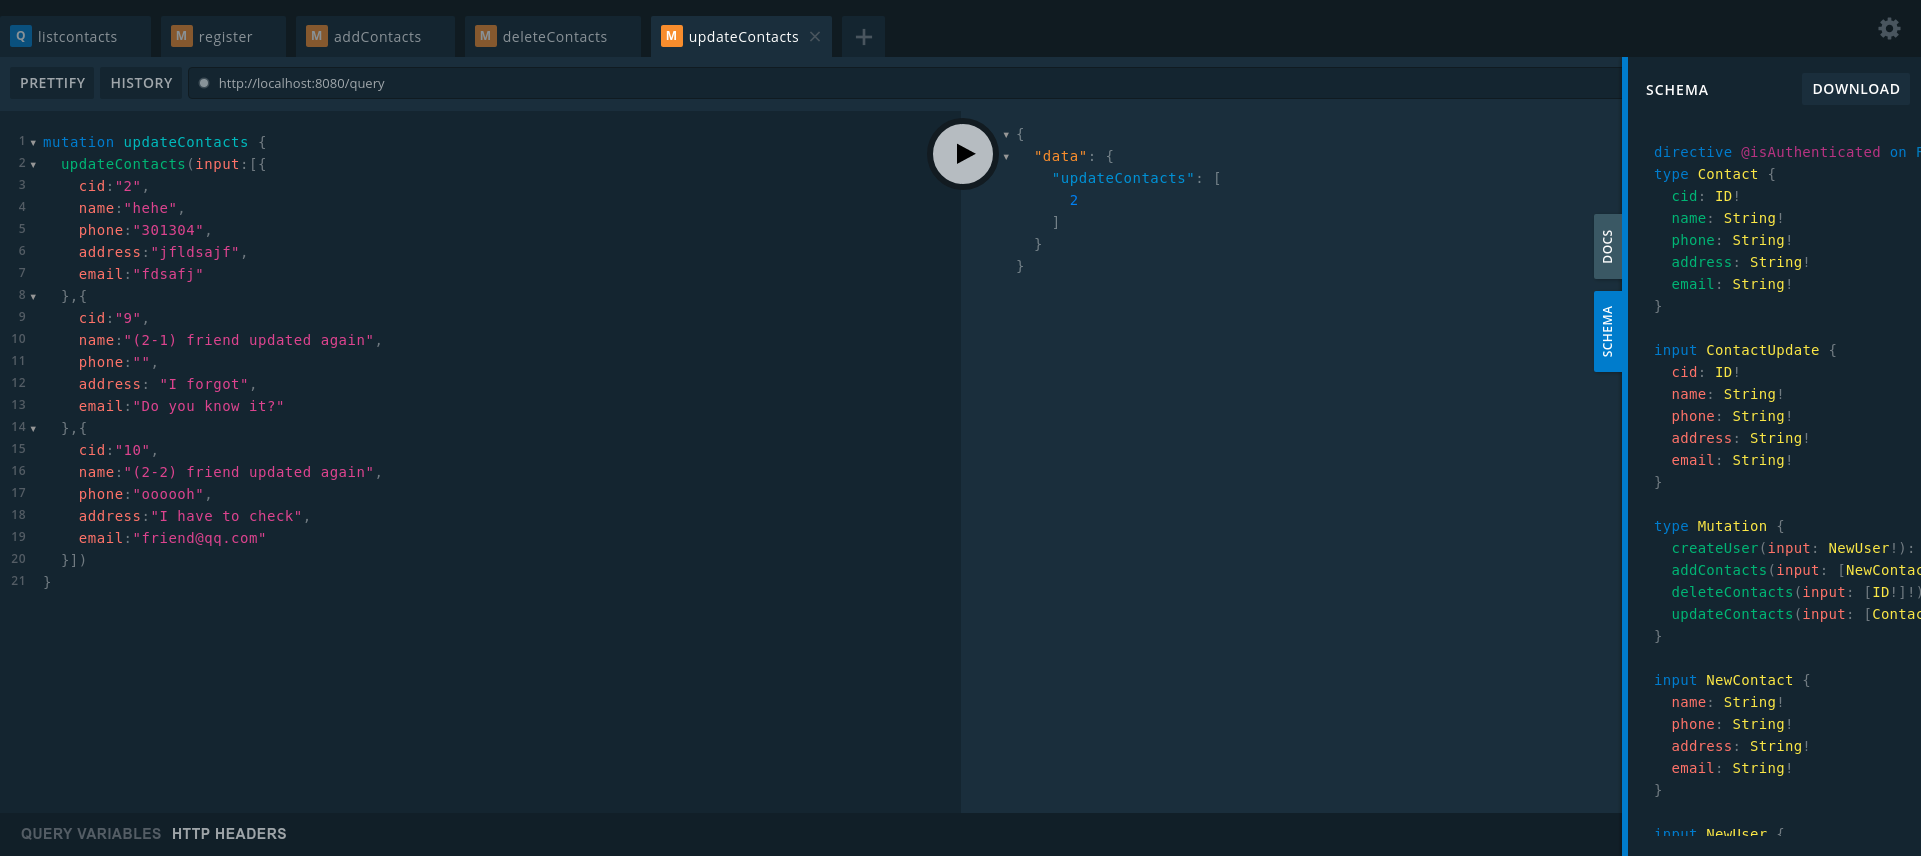 Q listcontacts M register M addContacts M deleteContacts M updateContacts
PRETTIFY HISTORY http://localhost:8080/query
1 mutation updateContacts {
2 updateContacts(input:[{
3 cid:"2",
4 name:"hehe",
5 phone:"301304",
6 address:"jfldsajf",
7 email:"fdsafj"
8 },{
9 cid:"9",
10 name:"(2-1) friend updated again",
11 phone:"",
12 address: "I forgot",
13 email:"Do you know it?"
14 },{
15 cid:"10",
16 name:"(2-2) friend updated again",
17 phone:"oooooh",
18 address:"I have to check",
19 email:"friend@qq.com"
20 }])
21 }
{
"data": {
"updateContacts": [
2
]
}
}
DOCS
SCHEMA
SCHEMA DOWNLOAD
directive @isAuthenticated on
type Contact {
cid: ID!
name: String!
phone: String!
address: String!
email: String!
}
input ContactUpdate {
cid: ID!
name: String!
phone: String!
address: String!
email: String!
}
type Mutation {
createUser(input: NewUser!):
addContacts(input: [NewContac
deleteContacts(input: [ID!]!)
updateContacts(input: [Contac
}
input NewContact {
name: String!
phone: String!
address: String!
email: String!
}
input NewUser {
QUERY VARIABLES HTTP HEADERS